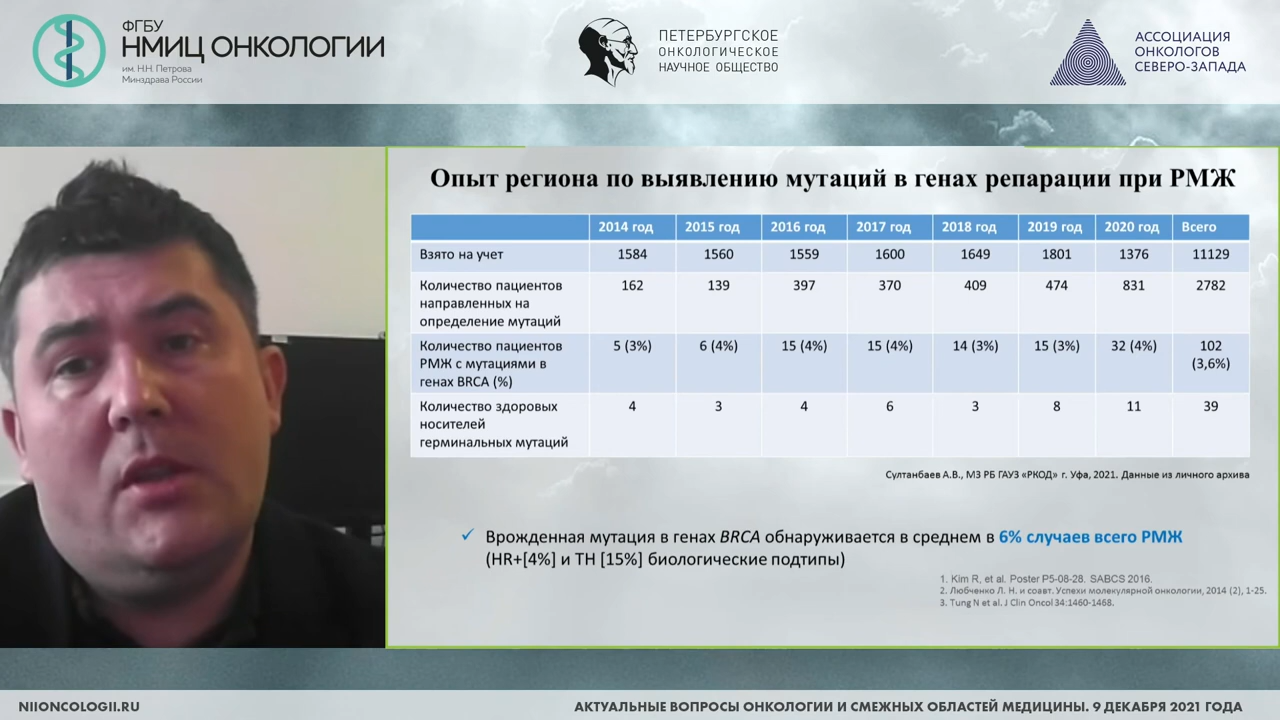 ФГБУ
НМИЦ ОНКОЛОГИИ
им. Н.Н. Петрова
Минздрава России
ПЕТЕРБУРГСКОЕ
ОНКОЛОГИЧЕСКОЕ
НАУЧНОЕ ОБЩЕСТВО
АССОЦИАЦИЯ
ОНКОЛОГОВ
СЕВЕРО-ЗАПАДА
Опыт региона по выявлению мутаций в генах репарации при РМЖ
2014 год 2015 год 2016 год 2017 год 2018 год 2019 год 2020 год Всего
Взято на учет 1584 1560 1559 1600 1649 1801 1376 11129
Количество пациентов 162 139 397 370 409 474 831 2782
направленных на
определение мутаций
Количество пациентов 5 (3%) 6 (4%) 15 (4%) 15 (4%) 14 (3%) 15 (3%) 32 (4%) 102
РМЖ с мутациями в (3,6%)
генах BRCA (%)
Количество здоровых 4 3 4 6 3 8 11 39
носителей
герминальных мутаций
Султанбаев А.В., МЗ РБ ГАУЗ «РКОД» г. Уфа, 2021. Данные из личного архива
✓ Врожденная мутация в генах BRCA обнаруживается в среднем в 6% случаев всего РМЖ
(HR+[4%] и ТН [15%] биологические подтипы)
1. Kim R, et al. Poster P5-08-28. SABCS 2016.
2. Любченко Л. Н. и соавт. Успехи молекулярной онкологии, 2014 (2), 1-25.
3. Tung N et al. J Clin Oncol 34:1460-1468.
NIIONCOLOGII.RU
АКТУАЛЬНЫЕ ВОПРОСЫ ОНКОЛОГИИ И СМЕЖНЫХ ОБЛАСТЕЙ МЕДИЦИНЫ. 9 ДЕКАБРЯ 2021 ГОДА